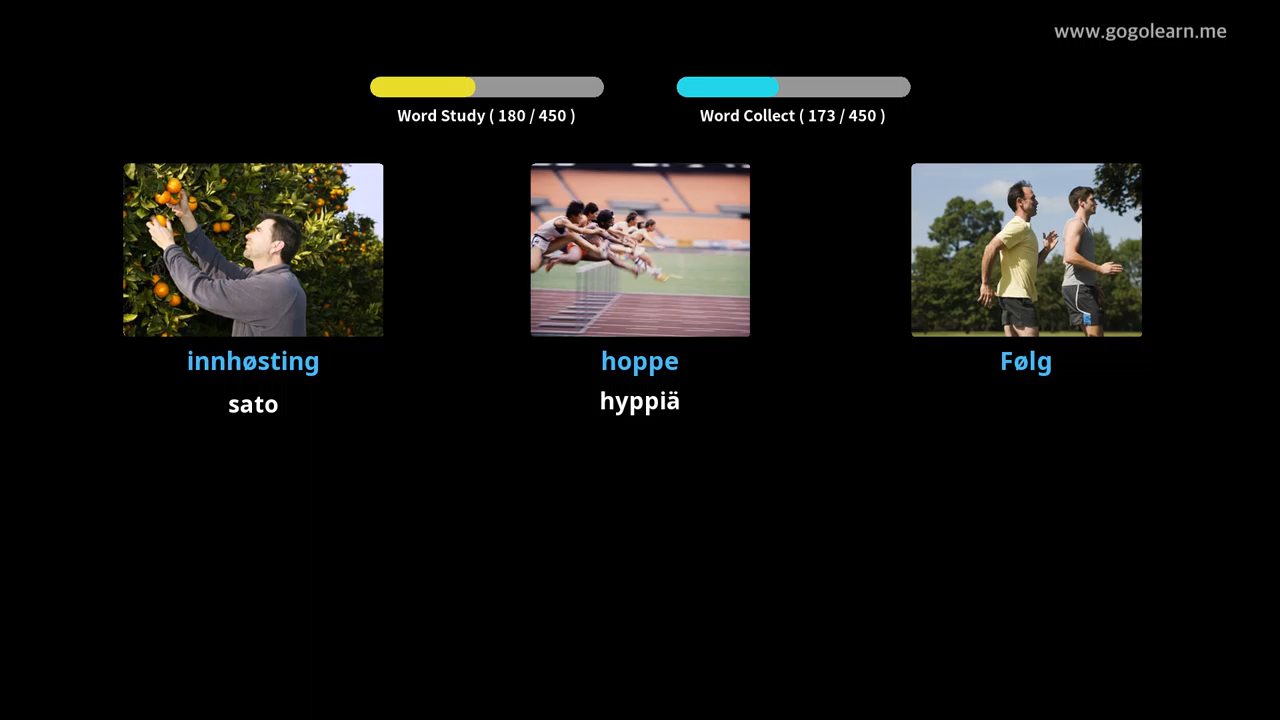 www.gogolearn.me
Word Study ( 180 / 450 )
Word Collect ( 173 / 450 )
innhøsting
hoppe
Følg
sato
hyppiä